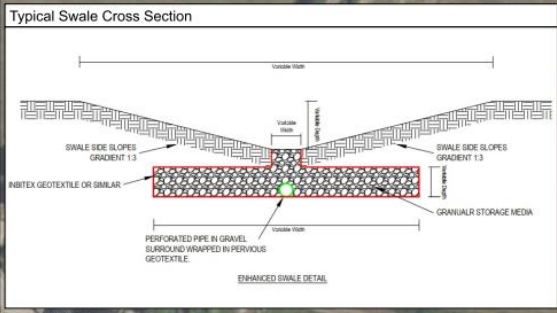 Typical Swale Cross Section
Variable Width
Variable
Width
Variable Depth
SWALE SIDE SLOPES
GRADIENT 1:3
SWALE SIDE SLOPES
GRADIENT 1:3
INBITEX GEOTEXTILE OR SIMILAR
Variable Depth
GRANUALR STORAGE MEDIA
Variable Width
PERFORATED PIPE IN GRAVEL
SURROUND WRAPPED IN PERVIOUS
GEOTEXTILE.
ENHANCED SWALE DETAIL